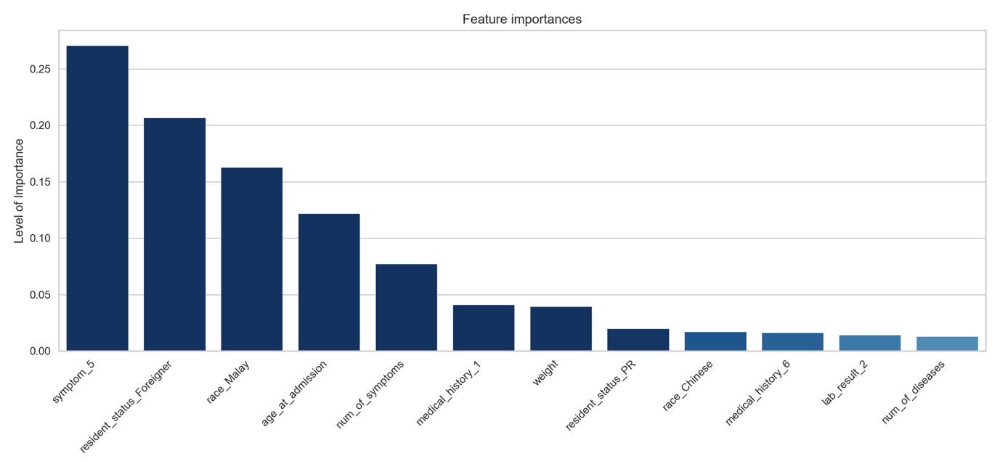 Feature importances
Level of Importance
0.25
0.20
0.15
0.10
0.05
0.00
symptom_5
resident_status_Foreigner
race_Malay
age_at_admission
num_of_symptoms
medical_history_1
weight
resident_status_PR
race_Chinese
medical_history_6
lab_result_2
num_of_diseases